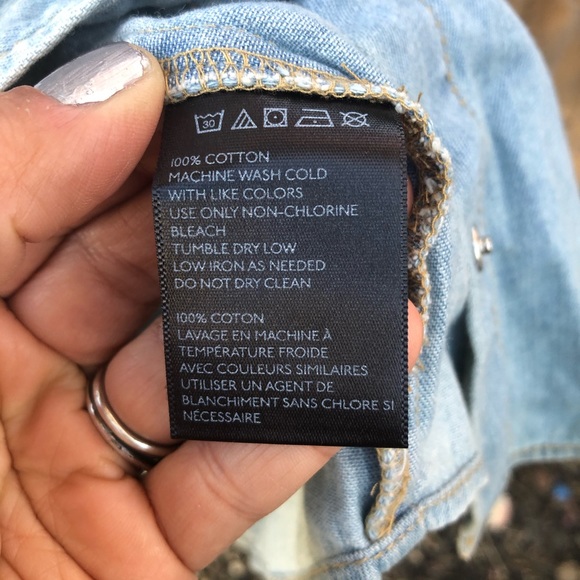 30
100% COTTON
MACHINE WASH COLD
WITH LIKE COLORS
USE ONLY NON-CHLORINE
BLEACH
TUMBLE DRY LOW
LOW IRON AS NEEDED
DO NOT DRY CLEAN
100% COTON
LAVAGE EN MACHINE À
TEMPÉRATURE FROIDE
AVEC COULEURS SIMILAIRES
UTILISER UN AGENT DE
BLANCHIMENT SANS CHLORE SI
NÉCESSAIRE